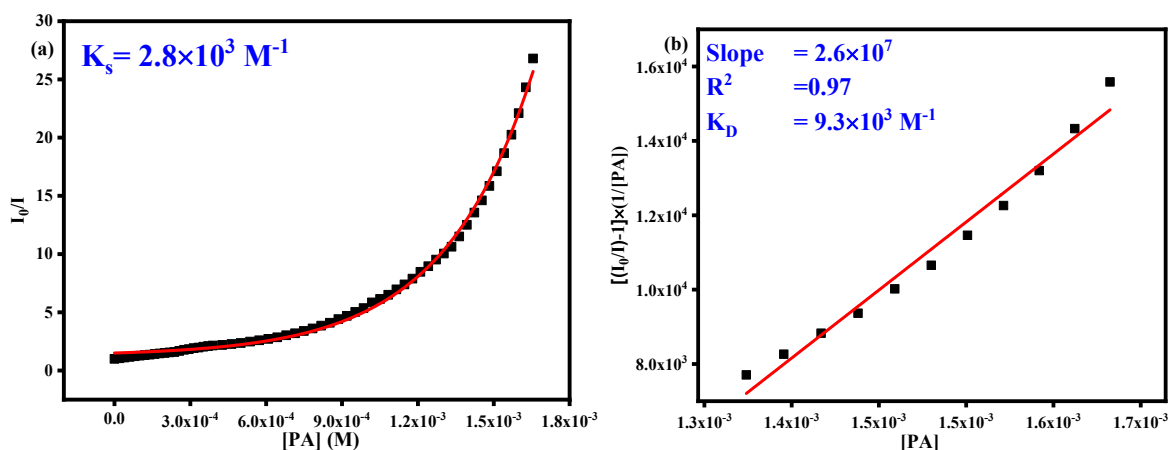 (a)
Kₛ= 2.8×10³ M⁻¹
I₀/I
30
25
20
15
10
5
0
0.0 3.0x10⁻⁴ 6.0x10⁻⁴ 9.0x10⁻⁴ 1.2x10⁻³ 1.5x10⁻³ 1.8x10⁻³
[PA] (M)
(b)
Slope = 2.6×10⁷
R² =0.97
K_D = 9.3×10³ M⁻¹
[(I₀/I)-1]×(1/[PA])
1.6x10⁴
1.4x10⁴
1.2x10⁴
1.0x10⁴
8.0x10³
1.3x10⁻³ 1.4x10⁻³ 1.5x10⁻³ 1.5x10⁻³ 1.6x10⁻³ 1.7x10⁻³
[PA]